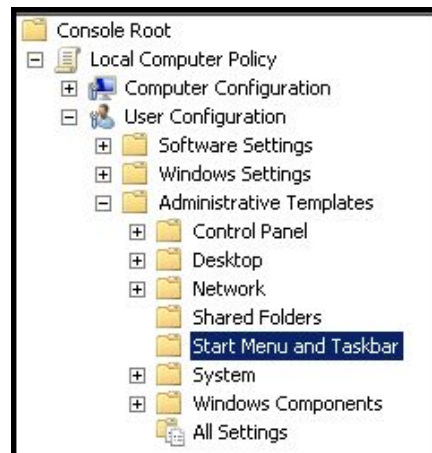 Console Root
Local Computer Policy
Computer Configuration
User Configuration
Software Settings
Windows Settings
Administrative Templates
Control Panel
Desktop
Network
Shared Folders
Start Menu and Taskbar
System
Windows Components
All Settings